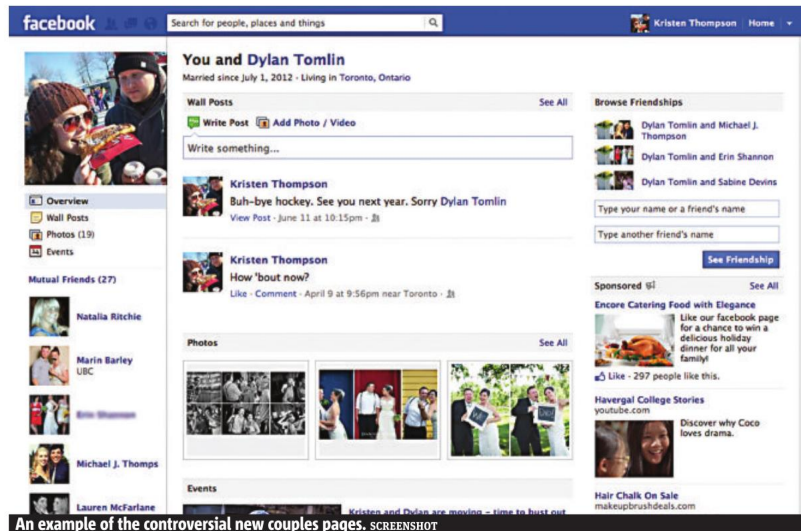 facebook
Search for people, places and things
Kristen Thompson Home
You and Dylan Tomlin
Married since July 1, 2012 · Living in Toronto, Ontario
Wall Posts See All
Write Post Add Photo / Video
Write something...
Kristen Thompson
Buh-bye hockey. See you next year. Sorry Dylan Tomlin
View Post · June 11 at 10:15pm ·
Kristen Thompson
How 'bout now?
Like · Comment · April 9 at 9:56pm near Toronto ·
Photos See All
Events
Kristen and Dylan are moving – time to bust out
Overview
Wall Posts
Photos (19)
Events
Mutual Friends (27)
Natalia Ritchie
Marin Barley
UBC
Michael J. Thomps
Lauren McFarlane
Browse Friendships
Dylan Tomlin and Michael J.
Thompson
Dylan Tomlin and Erin Shannon
Dylan Tomlin and Sabine Devins
Type your name or a friend's name
Type another friend's name
See Friendship
Sponsored See All
Encore Catering Food with Elegance
Like our facebook page
for a chance to win a
delicious holiday
dinner for all your
family!
Like · 297 people like this.
Havergal College Stories
youtube.com
Discover why Coco
loves drama.
Hair Chalk On Sale
makeupbrushdeals.com
An example of the controversial new couples pages. SCREENSHOT